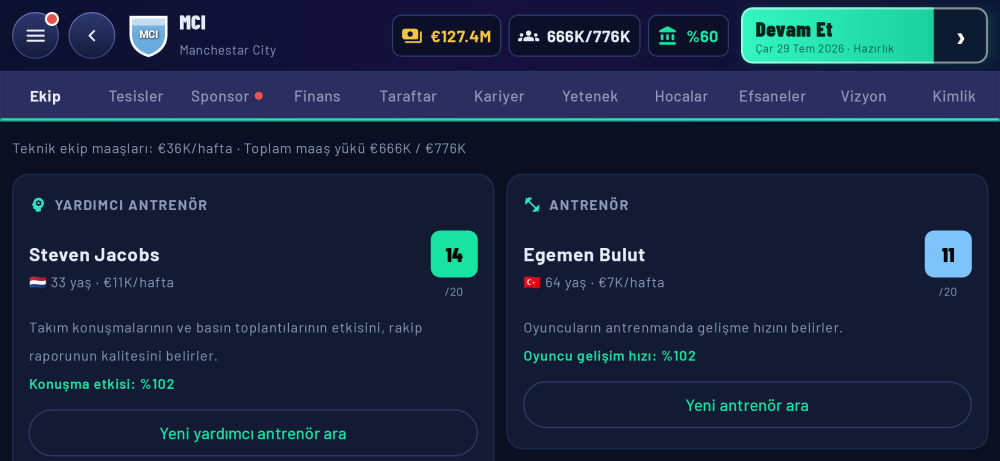 MCI
MCI
Manchestar City
€127.4M
666K/776K
%60
Devam Et
Çar 29 Tem 2026 · Hazırlık
Ekip
Tesisler
Sponsor
Finans
Taraftar
Kariyer
Yetenek
Hocalar
Efsaneler
Vizyon
Kimlik
Teknik ekip maaşları: €36K/hafta · Toplam maaş yükü €666K / €776K
YARDIMCI ANTRENÖR
Steven Jacobs
33 yaş · €11K/hafta
14
/20
Takım konuşmalarının ve basın toplantılarının etkisini, rakip
raporunun kalitesini belirler.
Konuşma etkisi: %102
Yeni yardımcı antrenör ara
ANTRENÖR
Egemen Bulut
64 yaş · €7K/hafta
11
/20
Oyuncuların antrenmanda gelişme hızını belirler.
Oyuncu gelişim hızı: %102
Yeni antrenör ara